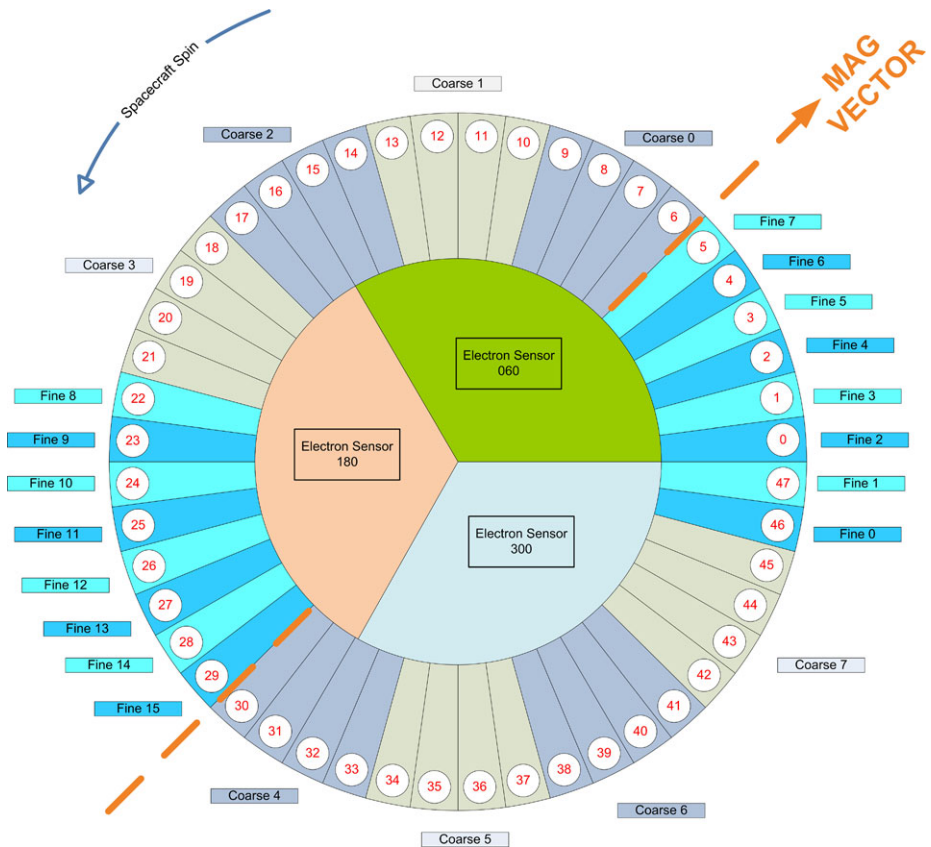 Spacecraft Spin
MAG
VECTOR
Coarse 1
Coarse 2
Coarse 0
13
12
11
10
14
9
15
8
16
7
17
6
Fine 7
18
5
Fine 6
Coarse 3
19
4
Fine 5
20
3
Fine 4
21
2
Electron Sensor
060
Fine 8
22
1
Fine 3
Fine 9
23
0
Fine 2
Electron Sensor
180
Fine 10
24
47
Fine 1
Fine 11
25
46
Fine 0
Electron Sensor
300
Fine 12
26
45
Fine 13
27
44
Fine 14
28
43
Coarse 7
Fine 15
29
42
30
41
31
40
32
39
33
38
34
37
35
36
Coarse 4
Coarse 6
Coarse 5